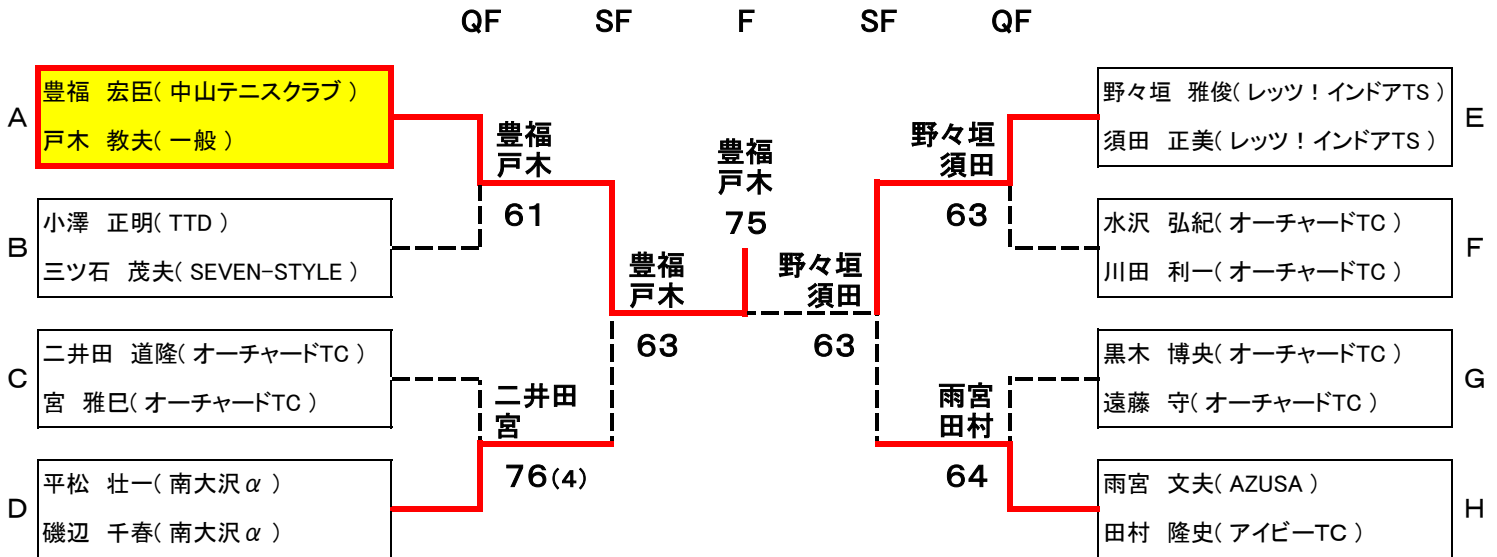 QF SF F SF QF
A
豊福 宏臣( 中山テニスクラブ )
戸木 教夫( 一般 )
B
小澤 正明( TTD )
三ツ石 茂夫( SEVEN-STYLE )
C
二井田 道隆( オーチャードTC )
宮 雅巳( オーチャードTC )
D
平松 壮一( 南大沢α )
磯辺 千春( 南大沢α )
豊福
戸木
61
二井田
宮
76(4)
豊福
戸木
63
豊福
戸木
75
野々垣
須田
63
野々垣
須田
63
雨宮
田村
64
野々垣 雅俊( レッツ！インドアTS )
須田 正美( レッツ！インドアTS )
E
水沢 弘紀( オーチャードTC )
川田 利一( オーチャードTC )
F
黒木 博央( オーチャードTC )
遠藤 守( オーチャードTC )
G
雨宮 文夫( AZUSA )
田村 隆史( アイビーTC )
H